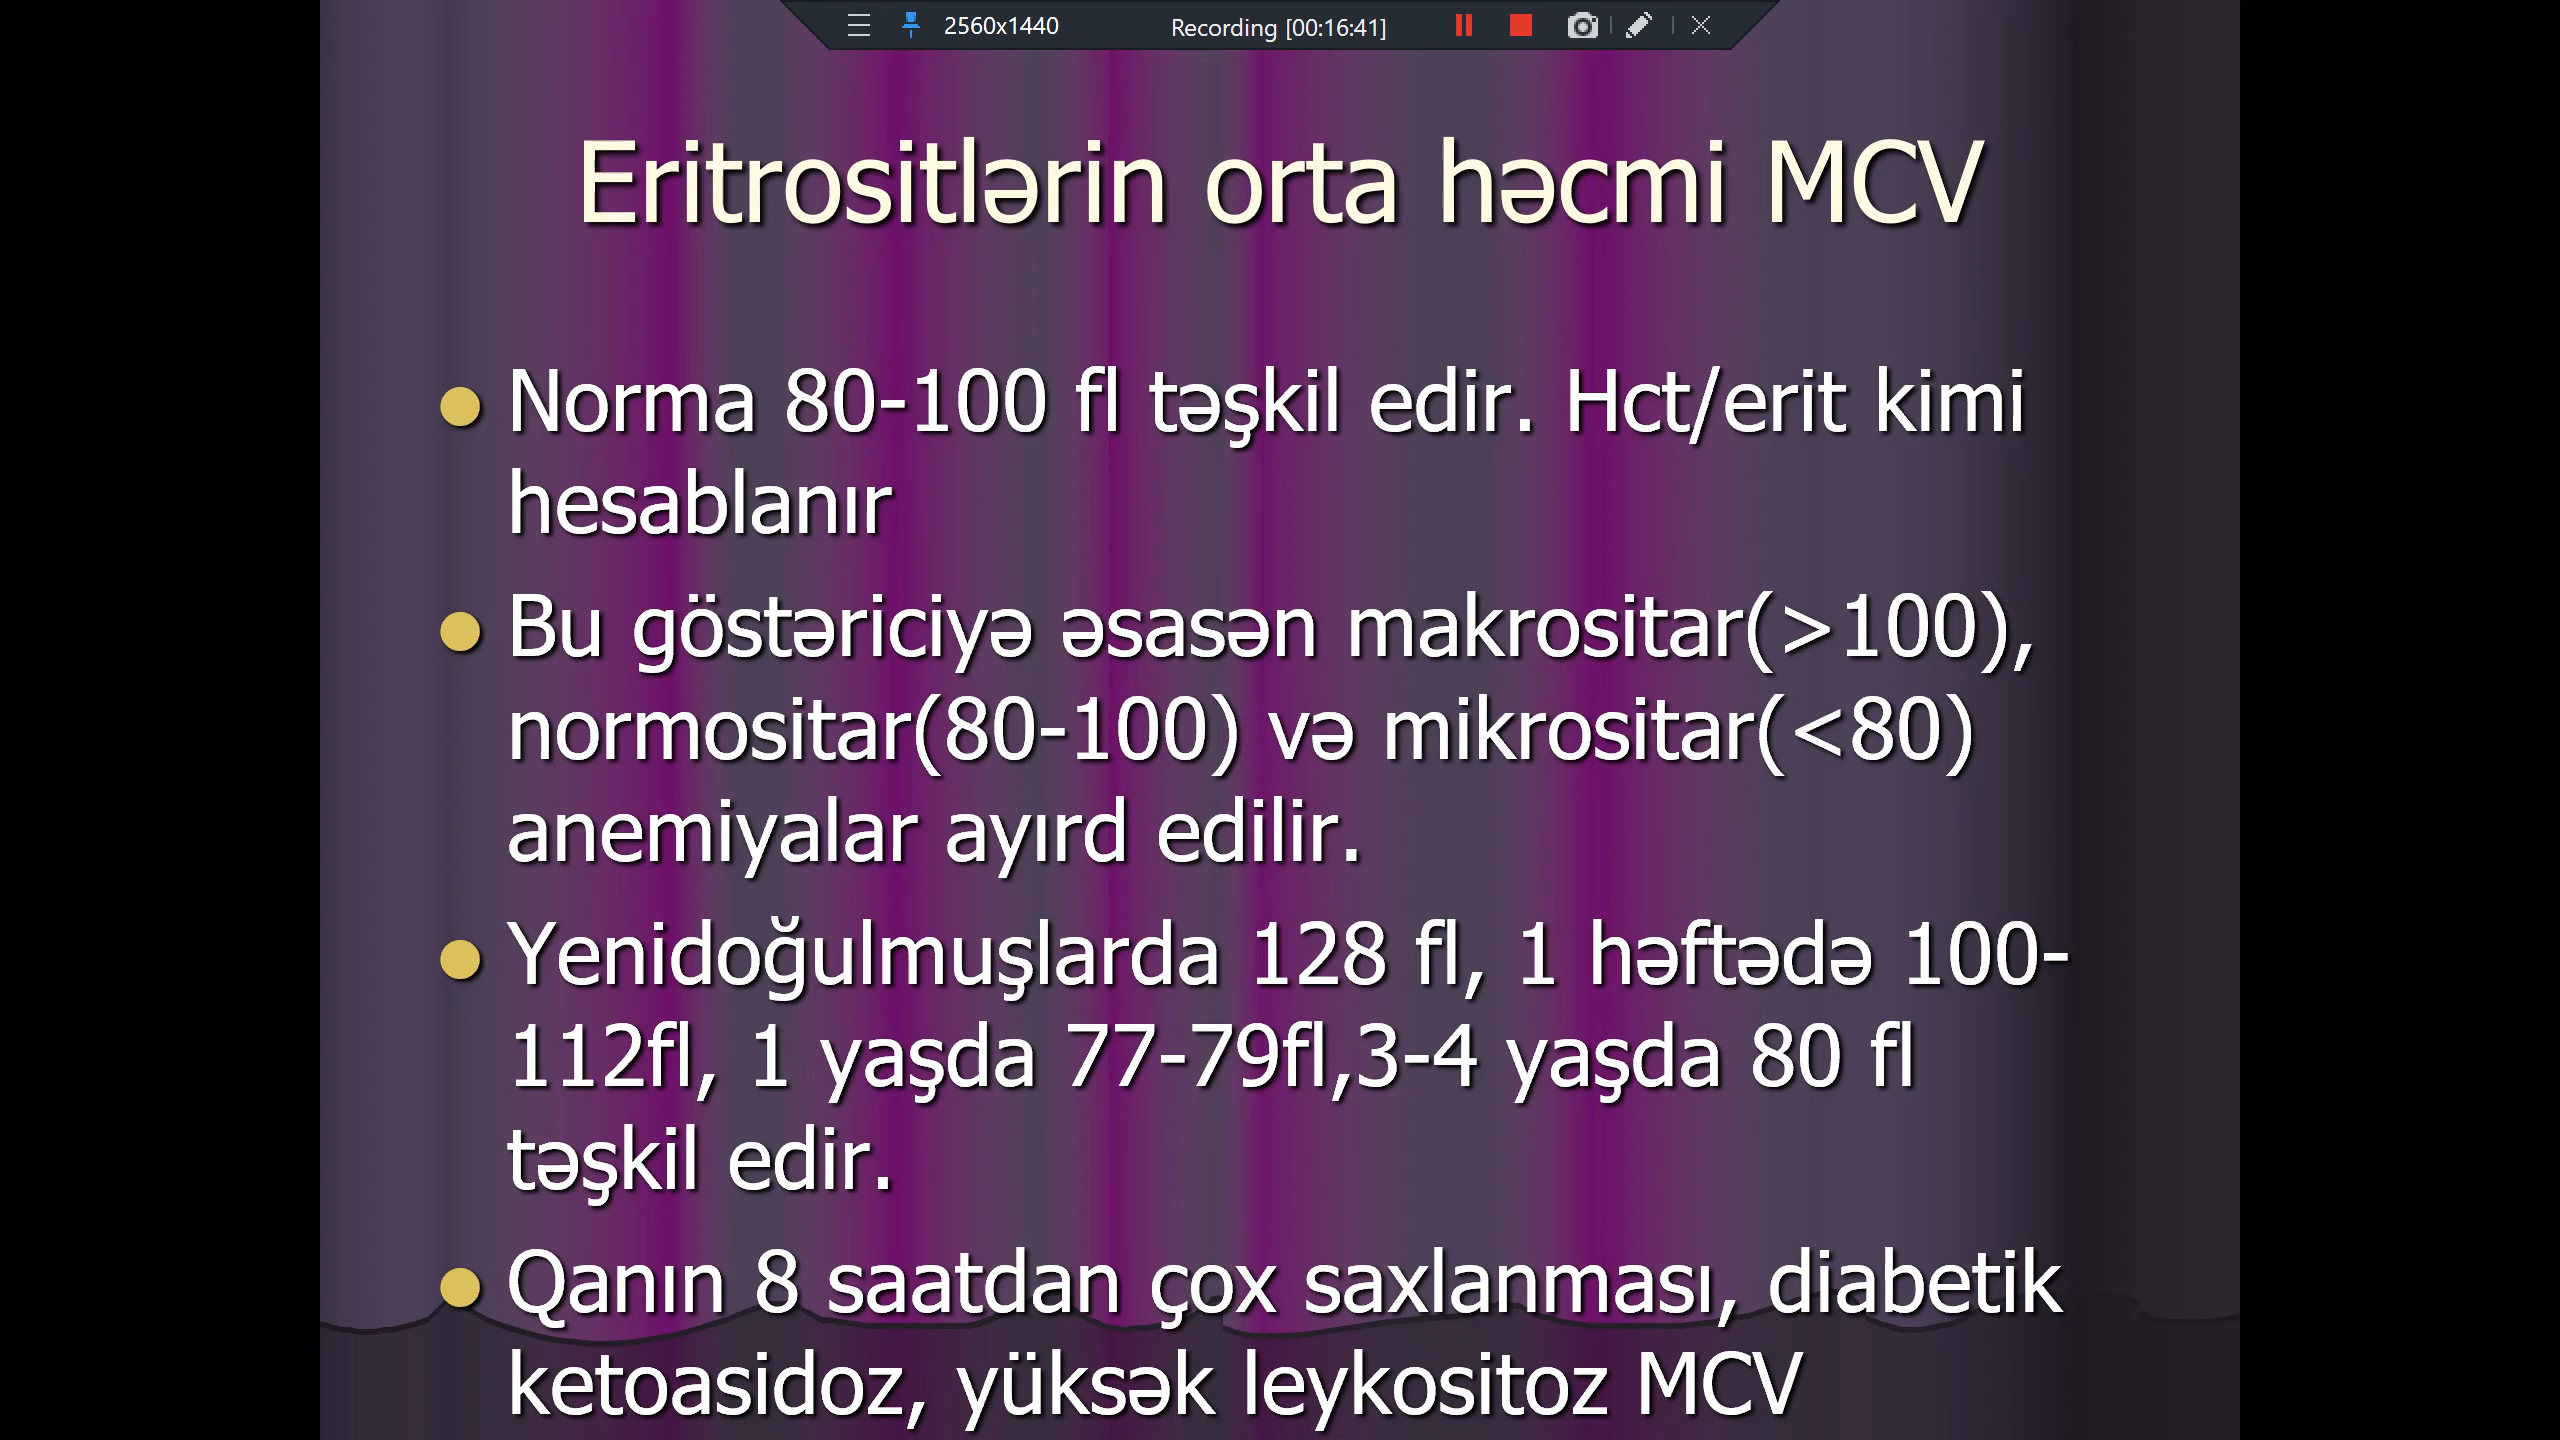 2560x1440 Recording [00:16:41]
Eritrositlərin orta həcmi MCV
Norma 80-100 fl təşkil edir. Hct/erit kimi
hesablanır
Bu göstəriciyə əsasən makrositar(>100),
normositar(80-100) və mikrositar(<80)
anemiyalar ayırd edilir.
Yenidoğulmuşlarda 128 fl, 1 həftədə 100-
112fl, 1 yaşda 77-79fl,3-4 yaşda 80 fl
təşkil edir.
Qanın 8 saatdan çox saxlanması, diabetik
ketoasidoz, yüksək leykositoz MCV